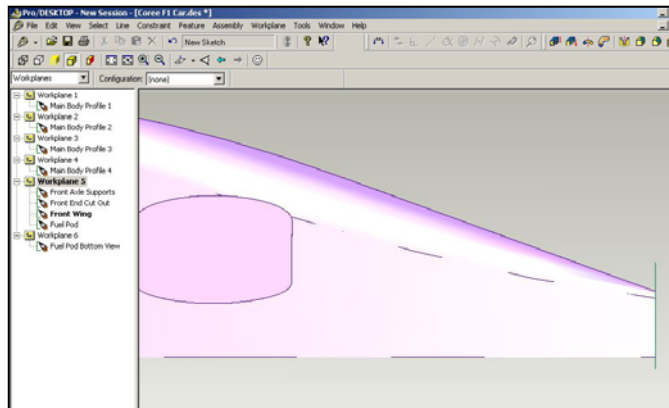 Pro/DESKTOP - New Session - [Coree F1 Car.des *]
File Edit View Select Line Constraint Feature Assembly Workplane Tools Window Help
New Sketch
Workplanes Configuration: (none)
Workplane 1
Main Body Profile 1
Workplane 2
Main Body Profile 2
Workplane 3
Main Body Profile 3
Workplane 4
Main Body Profile 4
Workplane 5
Front Axle Supports
Front End Cut Out
Front Wing
Fuel Pod
Workplane 6
Fuel Pod Bottom View